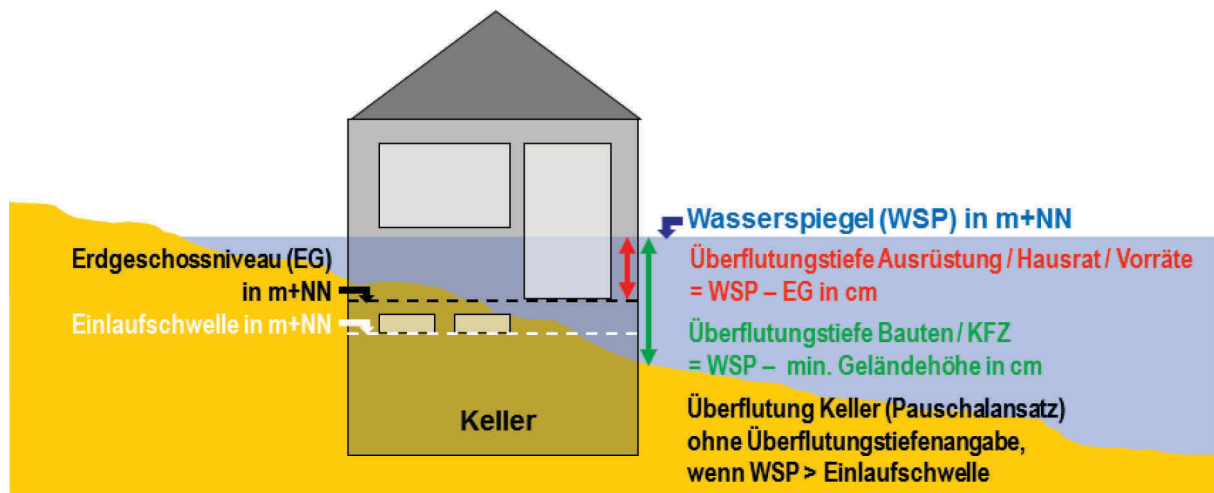 Wasserspiegel (WSP) in m+NN
Erdgeschossniveau (EG)
in m+NN
Einlaufschwelle in m+NN
Überflutungstiefe Ausrüstung / Hausrat / Vorräte
= WSP – EG in cm
Überflutungstiefe Bauten / KFZ
= WSP – min. Geländehöhe in cm
Keller
Überflutung Keller (Pauschalansatz)
ohne Überflutungstiefenangabe,
wenn WSP > Einlaufschwelle